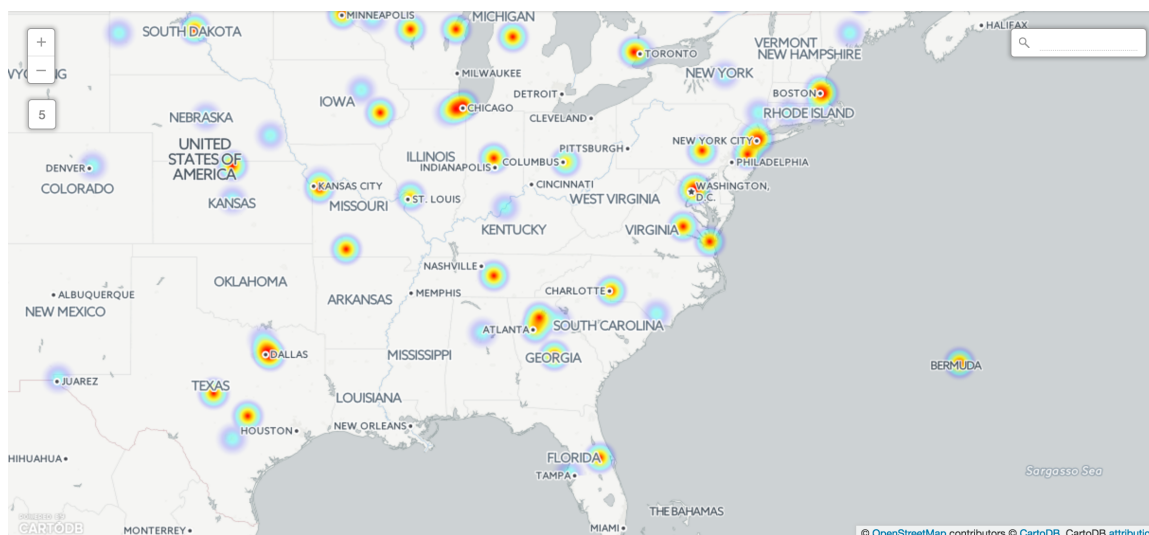 MINNEAPOLIS
MICHIGAN
HALIFAX
SOUTH DAKOTA
+
VERMONT
NEW HAMPSHIRE
TORONTO
−
MILWAUKEE
NEW YORK
DETROIT
BOSTON
IOWA
CHICAGO
5
NEBRASKA
CLEVELAND
RHODE ISLAND
UNITED
STATES OF
AMERICA
NEW YORK CITY
PITTSBURGH
ILLINOIS
COLUMBUS
INDIANAPOLIS
PHILADELPHIA
DENVER
COLORADO
KANSAS CITY
CINCINNATI
WASHINGTON,
D.C.
ST. LOUIS
WEST VIRGINIA
KANSAS
MISSOURI
KENTUCKY
VIRGINIA
NASHVILLE
OKLAHOMA
ALBUQUERQUE
MEMPHIS
CHARLOTTE
ARKANSAS
NEW MEXICO
ATLANTA
SOUTH CAROLINA
DALLAS
MISSISSIPPI
GEORGIA
BERMUDA
JUAREZ
TEXAS
LOUISIANA
HOUSTON
NEW ORLEANS
HIHUAHUA
FLORIDA
Sargasso Sea
TAMPA
THE BAHAMAS
POWERED BY
CARTODB
MONTERREY
MIAMI
© OpenStreetMap contributors © CartoDB, CartoDB attributio